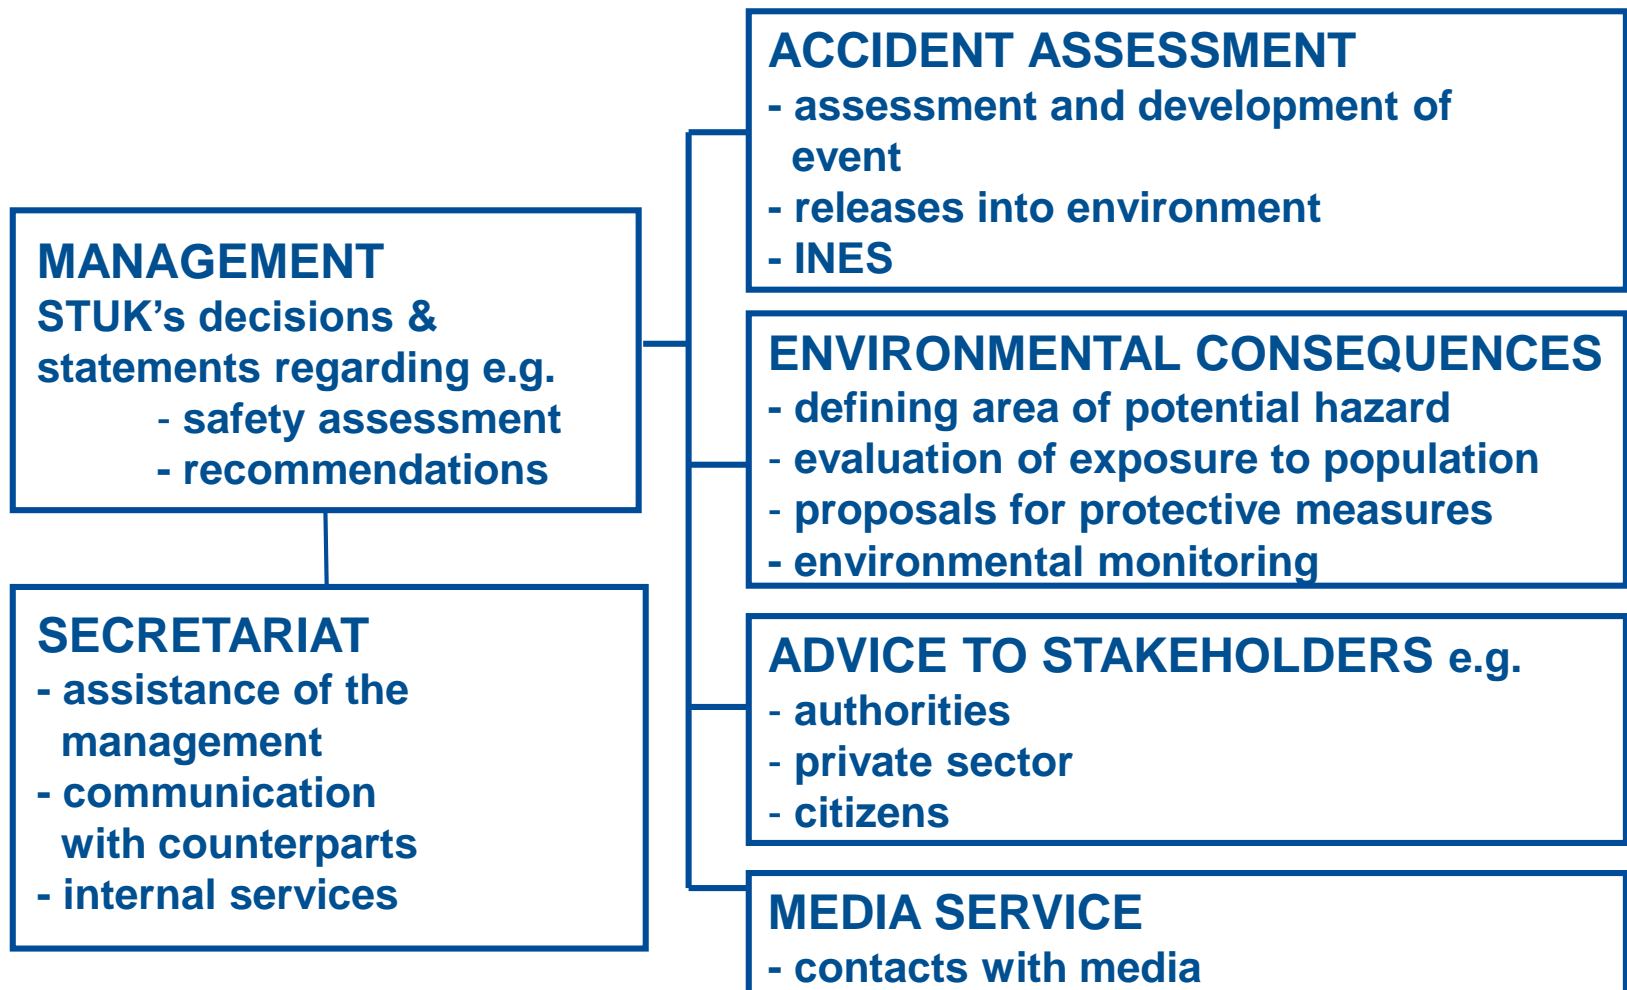 MANAGEMENT
STUK’s decisions &
statements regarding e.g.
- safety assessment
- recommendations
SECRETARIAT
- assistance of the
management
- communication
with counterparts
- internal services
ACCIDENT ASSESSMENT
- assessment and development of
event
- releases into environment
- INES
ENVIRONMENTAL CONSEQUENCES
- defining area of potential hazard
- evaluation of exposure to population
- proposals for protective measures
- environmental monitoring
ADVICE TO STAKEHOLDERS e.g.
- authorities
- private sector
- citizens
MEDIA SERVICE
- contacts with media